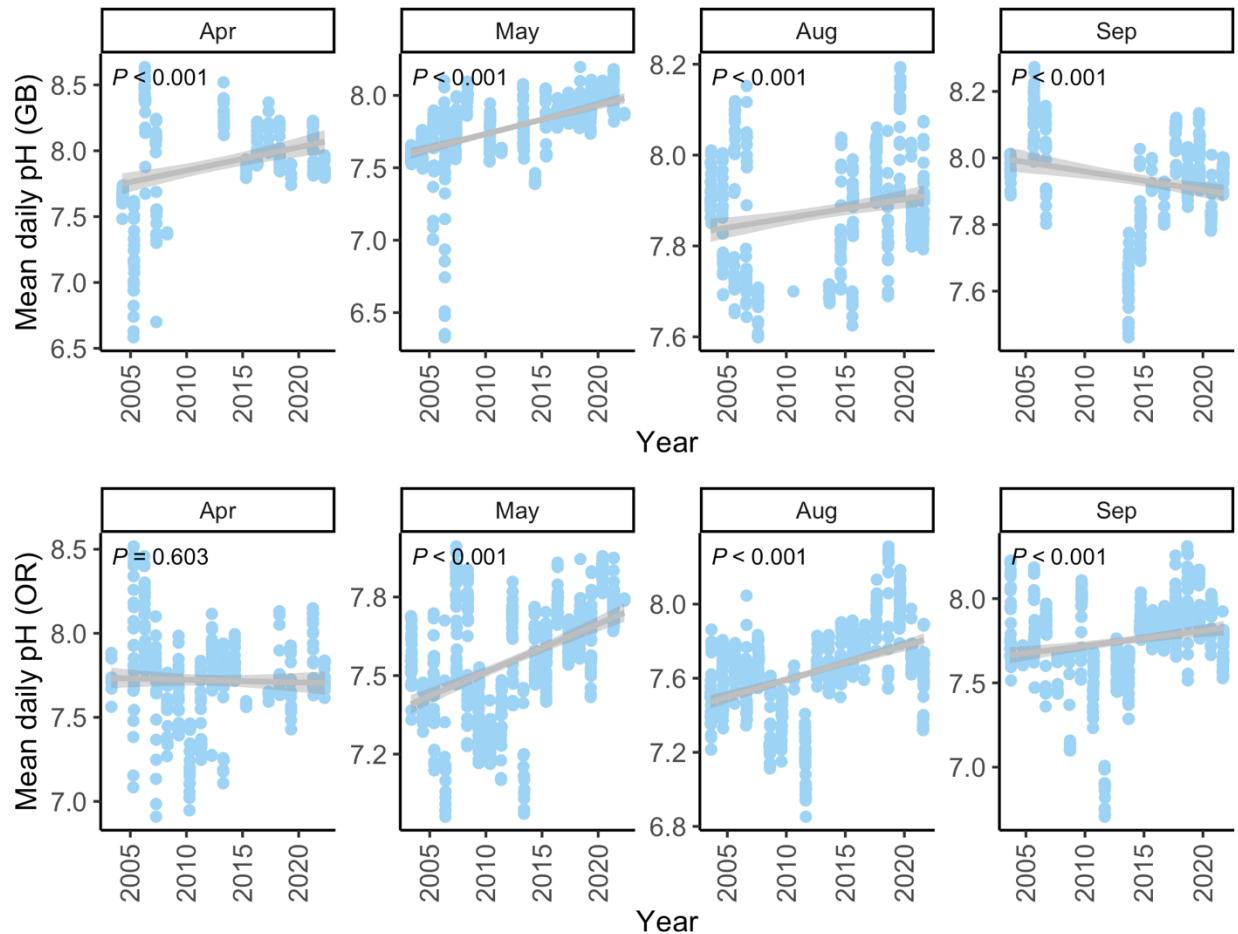 Apr May Aug Sep
Mean daily pH (GB)
P < 0.001 P < 0.001 P < 0.001 P < 0.001
8.5 8.0 7.5 7.0 6.5
8.0 7.5 7.0 6.5
8.2 8.0 7.8 7.6
8.2 8.0 7.8 7.6
2005 2010 2015 2020 2005 2010 2015 2020 2005 2010 2015 2020 2005 2010 2015 2020
Year
Apr May Aug Sep
Mean daily pH (OR)
P = 0.603 P < 0.001 P < 0.001 P < 0.001
8.5 8.0 7.5 7.0
7.8 7.5 7.2
8.0 7.6 7.2 6.8
8.0 7.5 7.0
2005 2010 2015 2020 2005 2010 2015 2020 2005 2010 2015 2020 2005 2010 2015 2020
Year